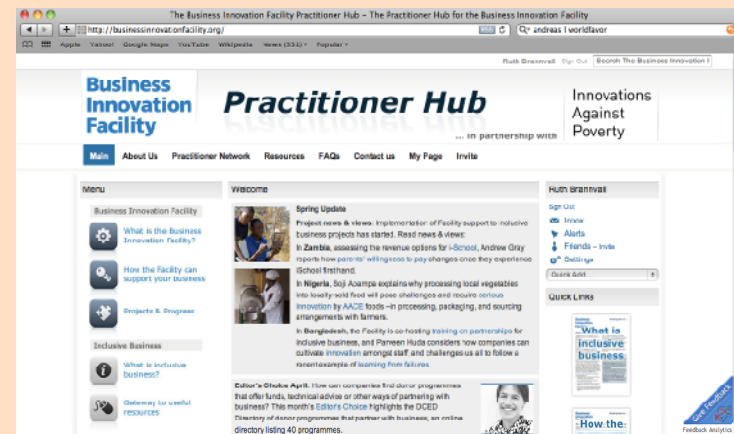 The Business Innovation Facility Practitioner Hub – The Practitioner Hub for the Business Innovation Facility
http://businessinnovationfacility.org/
andreas l worldfavor
Apple Yahoo! Google Maps YouTube Wikipedia News (331) Popular
Ruth Brannvall Sign Out Search The Business Innovation
Business
Innovation
Facility
Practitioner Hub
... in partnership with
Innovations
Against
Poverty
Main About Us Practitioner Network Resources FAQs Contact us My Page Invite
Menu
Business Innovation Facility
What is the Business
Innovation Facility?
How the Facility can
support your business
Projects & Progress
Inclusive Business
What is inclusive
business?
Gateway to useful
resources
Welcome
Spring Update
Project news & views: Implementation of Facility support to inclusive
business projects has started. Read news & views:
In Zambia, assessing the revenue options for i-School, Andrew Gray
reports how parents' willingness to pay changes once they experience
iSchool firsthand.
In Nigeria, Soji Apampa explains why processing local vegetables
into locally-sold food will pose challenges and require serious
innovation by AACE foods –in processing, packaging, and sourcing
arrangements with farmers.
In Bangladesh, the Facility is co-hosting training on partnerships for
inclusive business, and Parveen Huda considers how companies can
cultivate innovation amongst staff and challenges us all to follow a
recent example of learning from failures.
Editor's Choice April: How can companies find donor programmes
that offer funds, technical advice or other ways of partnering with
business? This month's Editor's Choice highlights the DCED
Directory of donor programmes that partner with business, an online
directory listing 40 programmes.
Ruth Brannvall
Sign Out
Inbox
Alerts
Friends – Invite
Settings
Quick Add...
Quick Links
What is
inclusive
business
How the
Give Feedback
Feedback Analytics